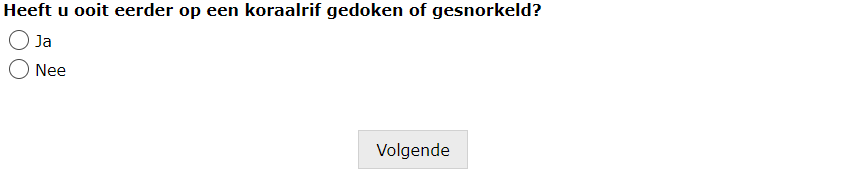 Heeft u ooit eerder op een koraalrif gedoken of gesnorkeld?
Ja
Nee
Volgende